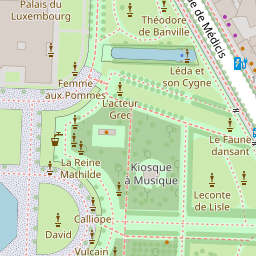 Palais du
Luxembourg
Théodore
de Banville
e de Médicis
Léda et
son Cygne
Femme
aux Pommes
L'acteur
Grec
Le Faune
dansant
La Reine
Mathilde
Kiosque
à Musique
Leconte
de Lisle
Calliope
David
Vulcain